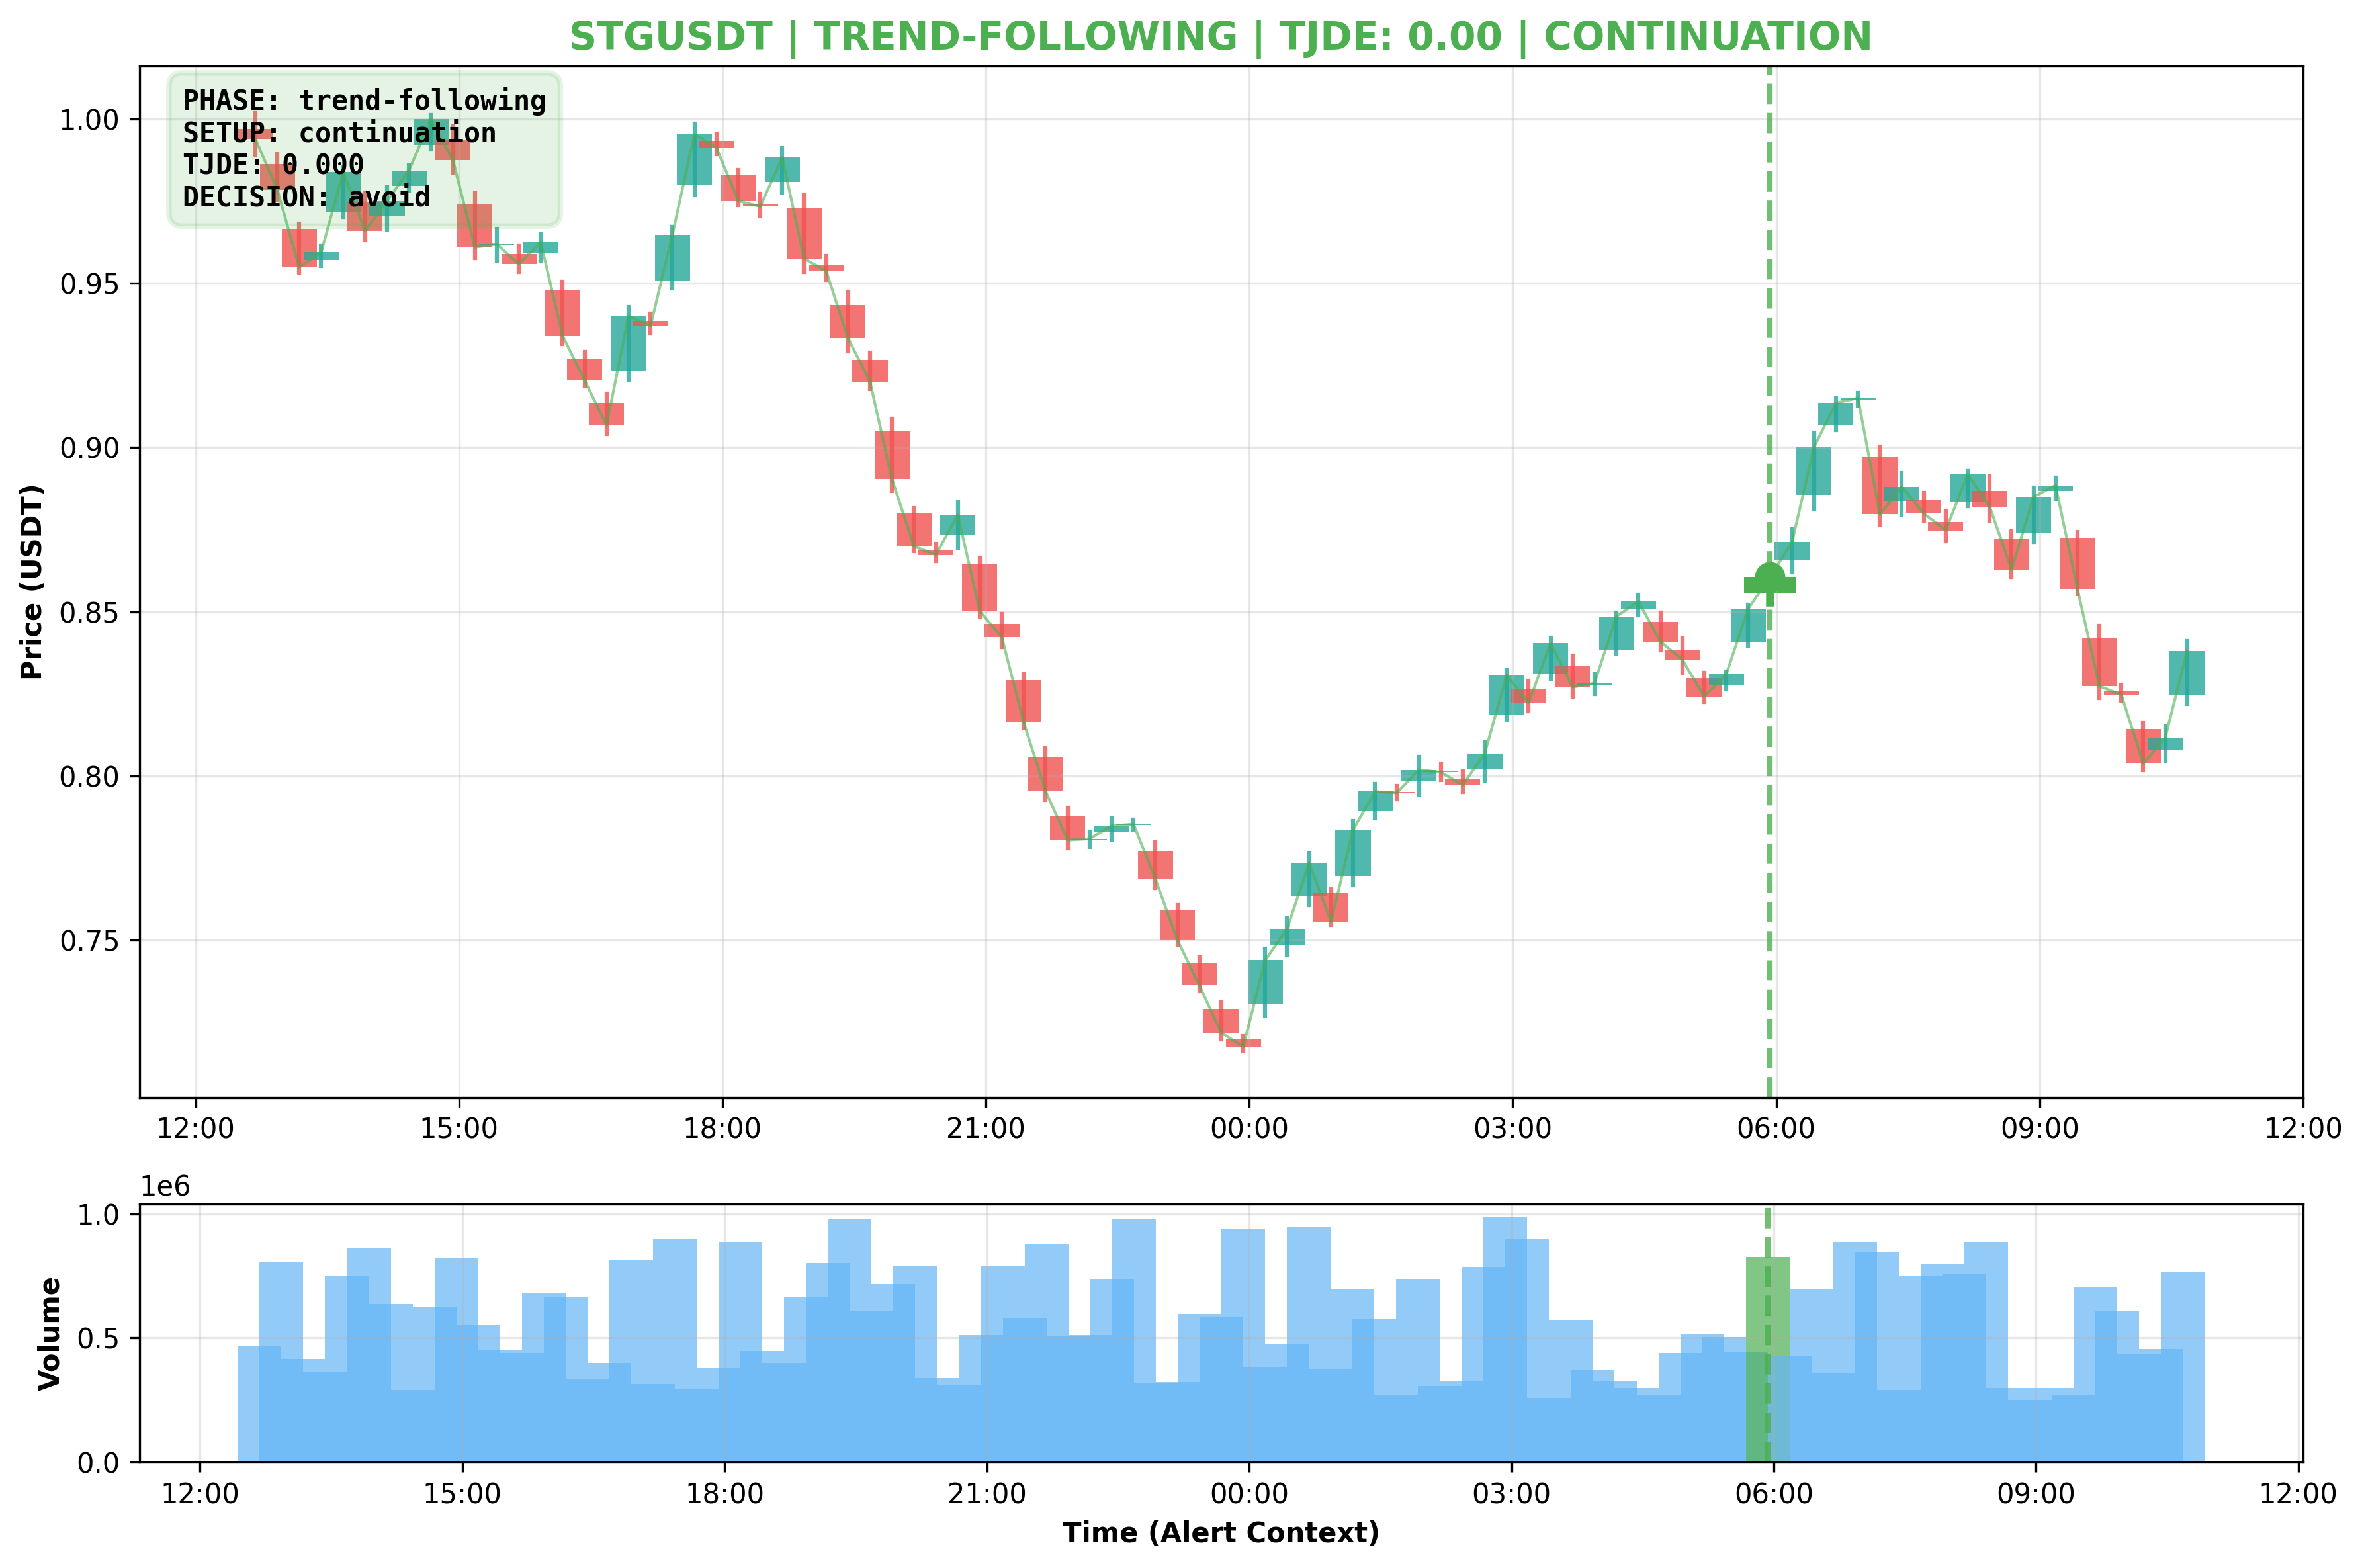 STGUSDT | TREND-FOLLOWING | TJDE: 0.00 | CONTINUATION
PHASE: trend-following
SETUP: continuation
TJDE: 0.000
DECISION: avoid
Price (USDT)
1.00
0.95
0.90
0.85
0.80
0.75
12:00 15:00 18:00 21:00 00:00 03:00 06:00 09:00 12:00
1e6
Volume
1.0
0.5
0.0
12:00 15:00 18:00 21:00 00:00 03:00 06:00 09:00 12:00
Time (Alert Context)